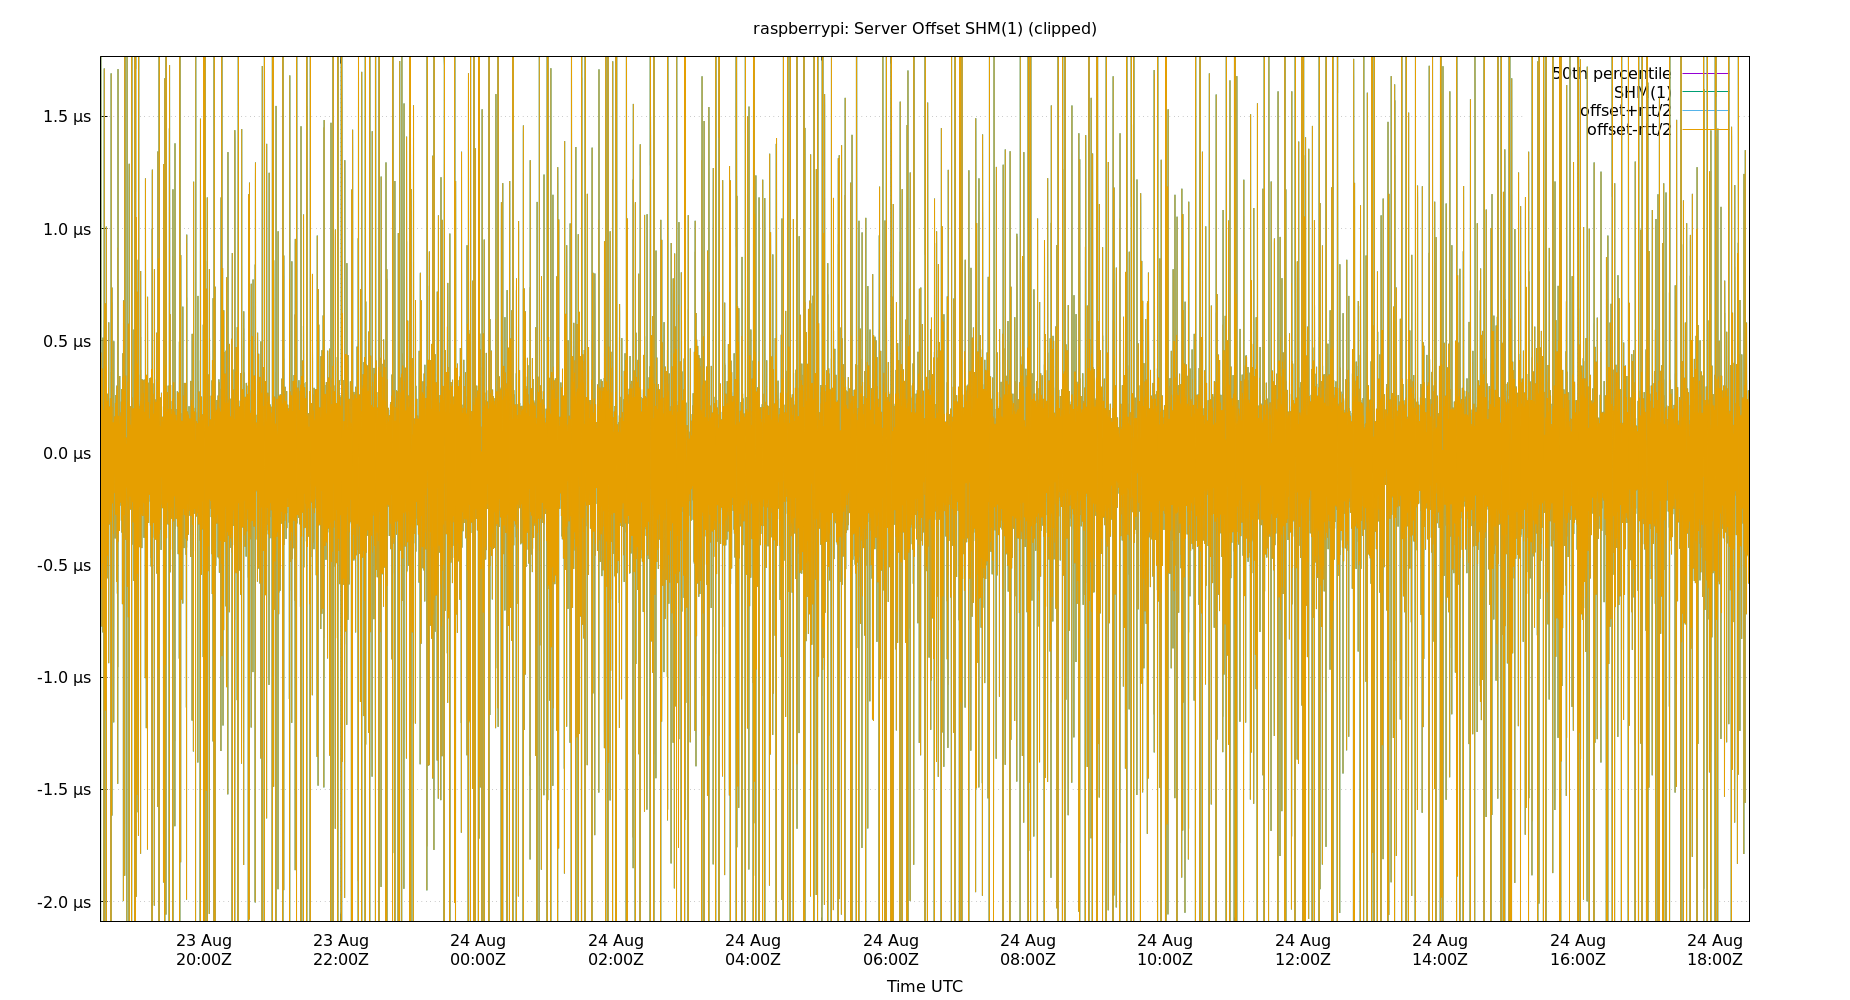 raspberrypi: Server Offset SHM(1) (clipped)
50th percentile
SHM(1)
offset+rtt/2
offset-rtt/2
1.5 µs
1.0 µs
0.5 µs
0.0 µs
-0.5 µs
-1.0 µs
-1.5 µs
-2.0 µs
23 Aug 23 Aug 24 Aug 24 Aug 24 Aug 24 Aug 24 Aug 24 Aug 24 Aug 24 Aug 24 Aug 24 Aug
20:00Z 22:00Z 00:00Z 02:00Z 04:00Z 06:00Z 08:00Z 10:00Z 12:00Z 14:00Z 16:00Z 18:00Z
Time UTC